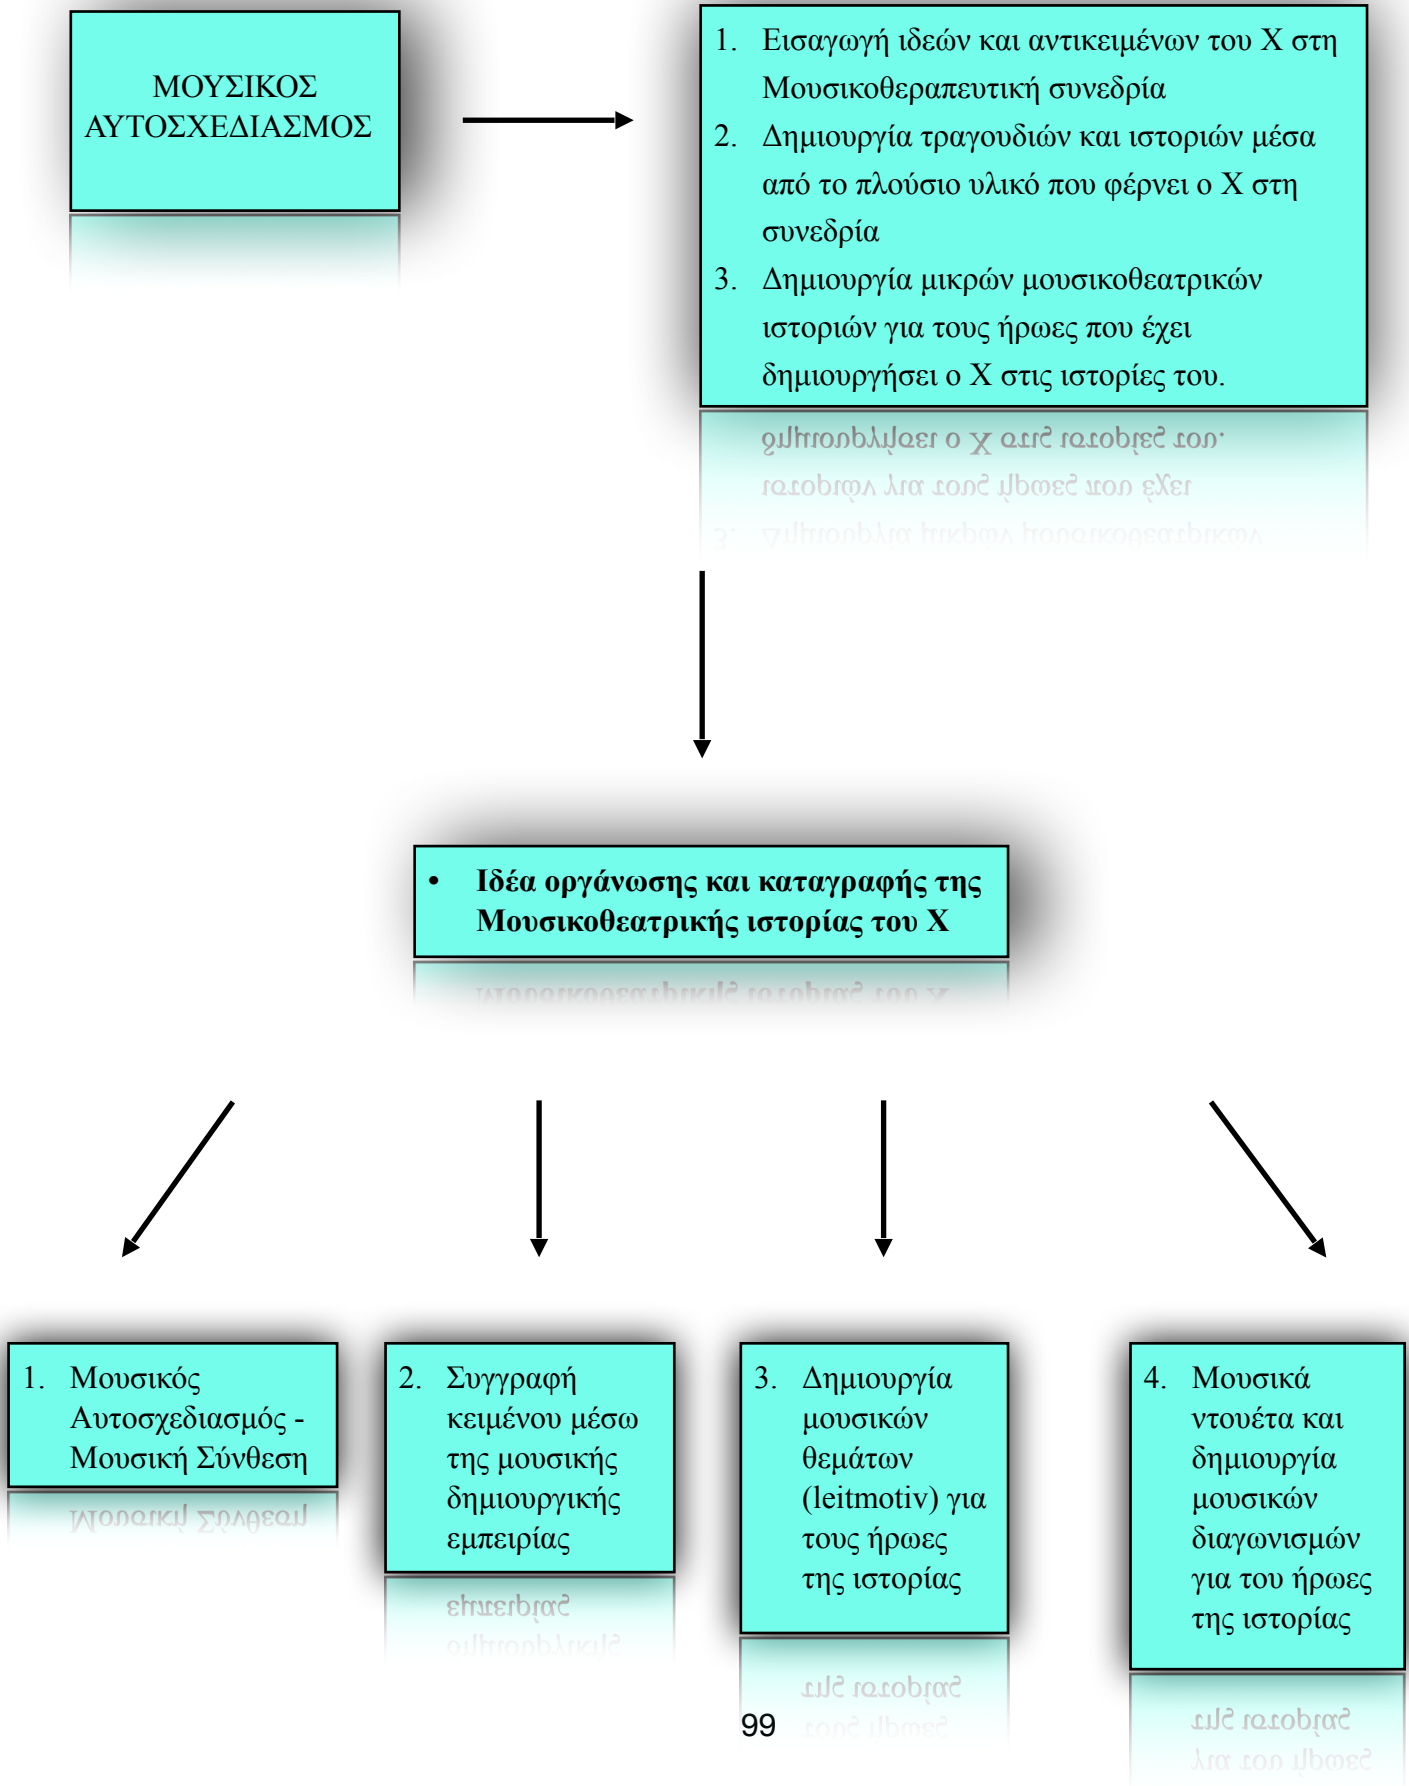 ΜΟΥΣΙΚΟΣ
ΑΥΤΟΣΧΕΔΙΑΣΜΟΣ
1. Εισαγωγή ιδεών και αντικειμένων του Χ στη
Μουσικοθεραπευτική συνεδρία
2. Δημιουργία τραγουδιών και ιστοριών μέσα
από το πλούσιο υλικό που φέρνει ο Χ στη
συνεδρία
3. Δημιουργία μικρών μουσικοθεατρικών
ιστοριών για τους ήρωες που έχει
δημιουργήσει ο Χ στις ιστορίες του.
• Ιδέα οργάνωσης και καταγραφής της
Μουσικοθεατρικής ιστορίας του Χ
1. Μουσικός
Αυτοσχεδιασμός -
Μουσική Σύνθεση
2. Συγγραφή
κειμένου μέσω
της μουσικής
δημιουργικής
εμπειρίας
3. Δημιουργία
μουσικών
θεμάτων
(leitmotiv) για
τους ήρωες
της ιστορίας
4. Μουσικά
ντουέτα και
δημιουργία
μουσικών
διαγωνισμών
για του ήρωες
της ιστορίας
99